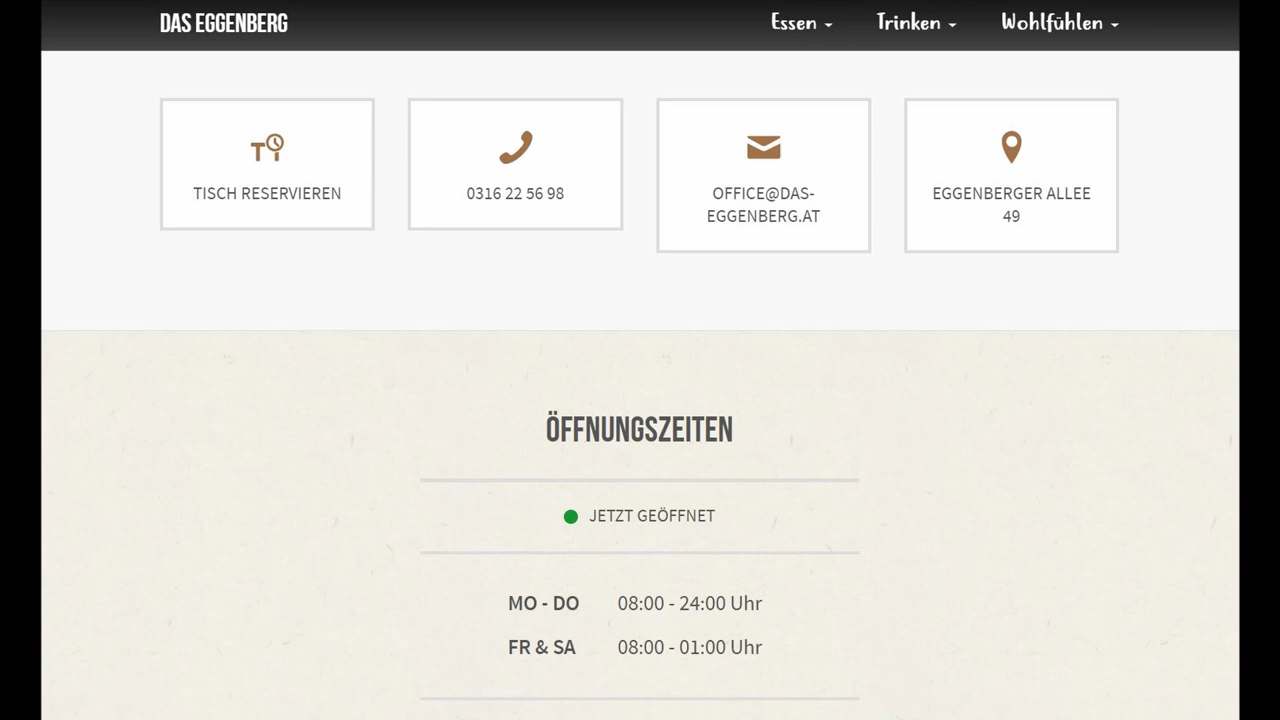 DAS EGGENBERG
Essen
Trinken
Wohlfühlen
TISCH RESERVIEREN
0316 22 56 98
OFFICE@DAS-
EGGENBERG.AT
EGGENBERGER ALLEE
49
ÖFFNUNGSZEITEN
JETZT GEÖFFNET
MO - DO 08:00 - 24:00 Uhr
FR & SA 08:00 - 01:00 Uhr